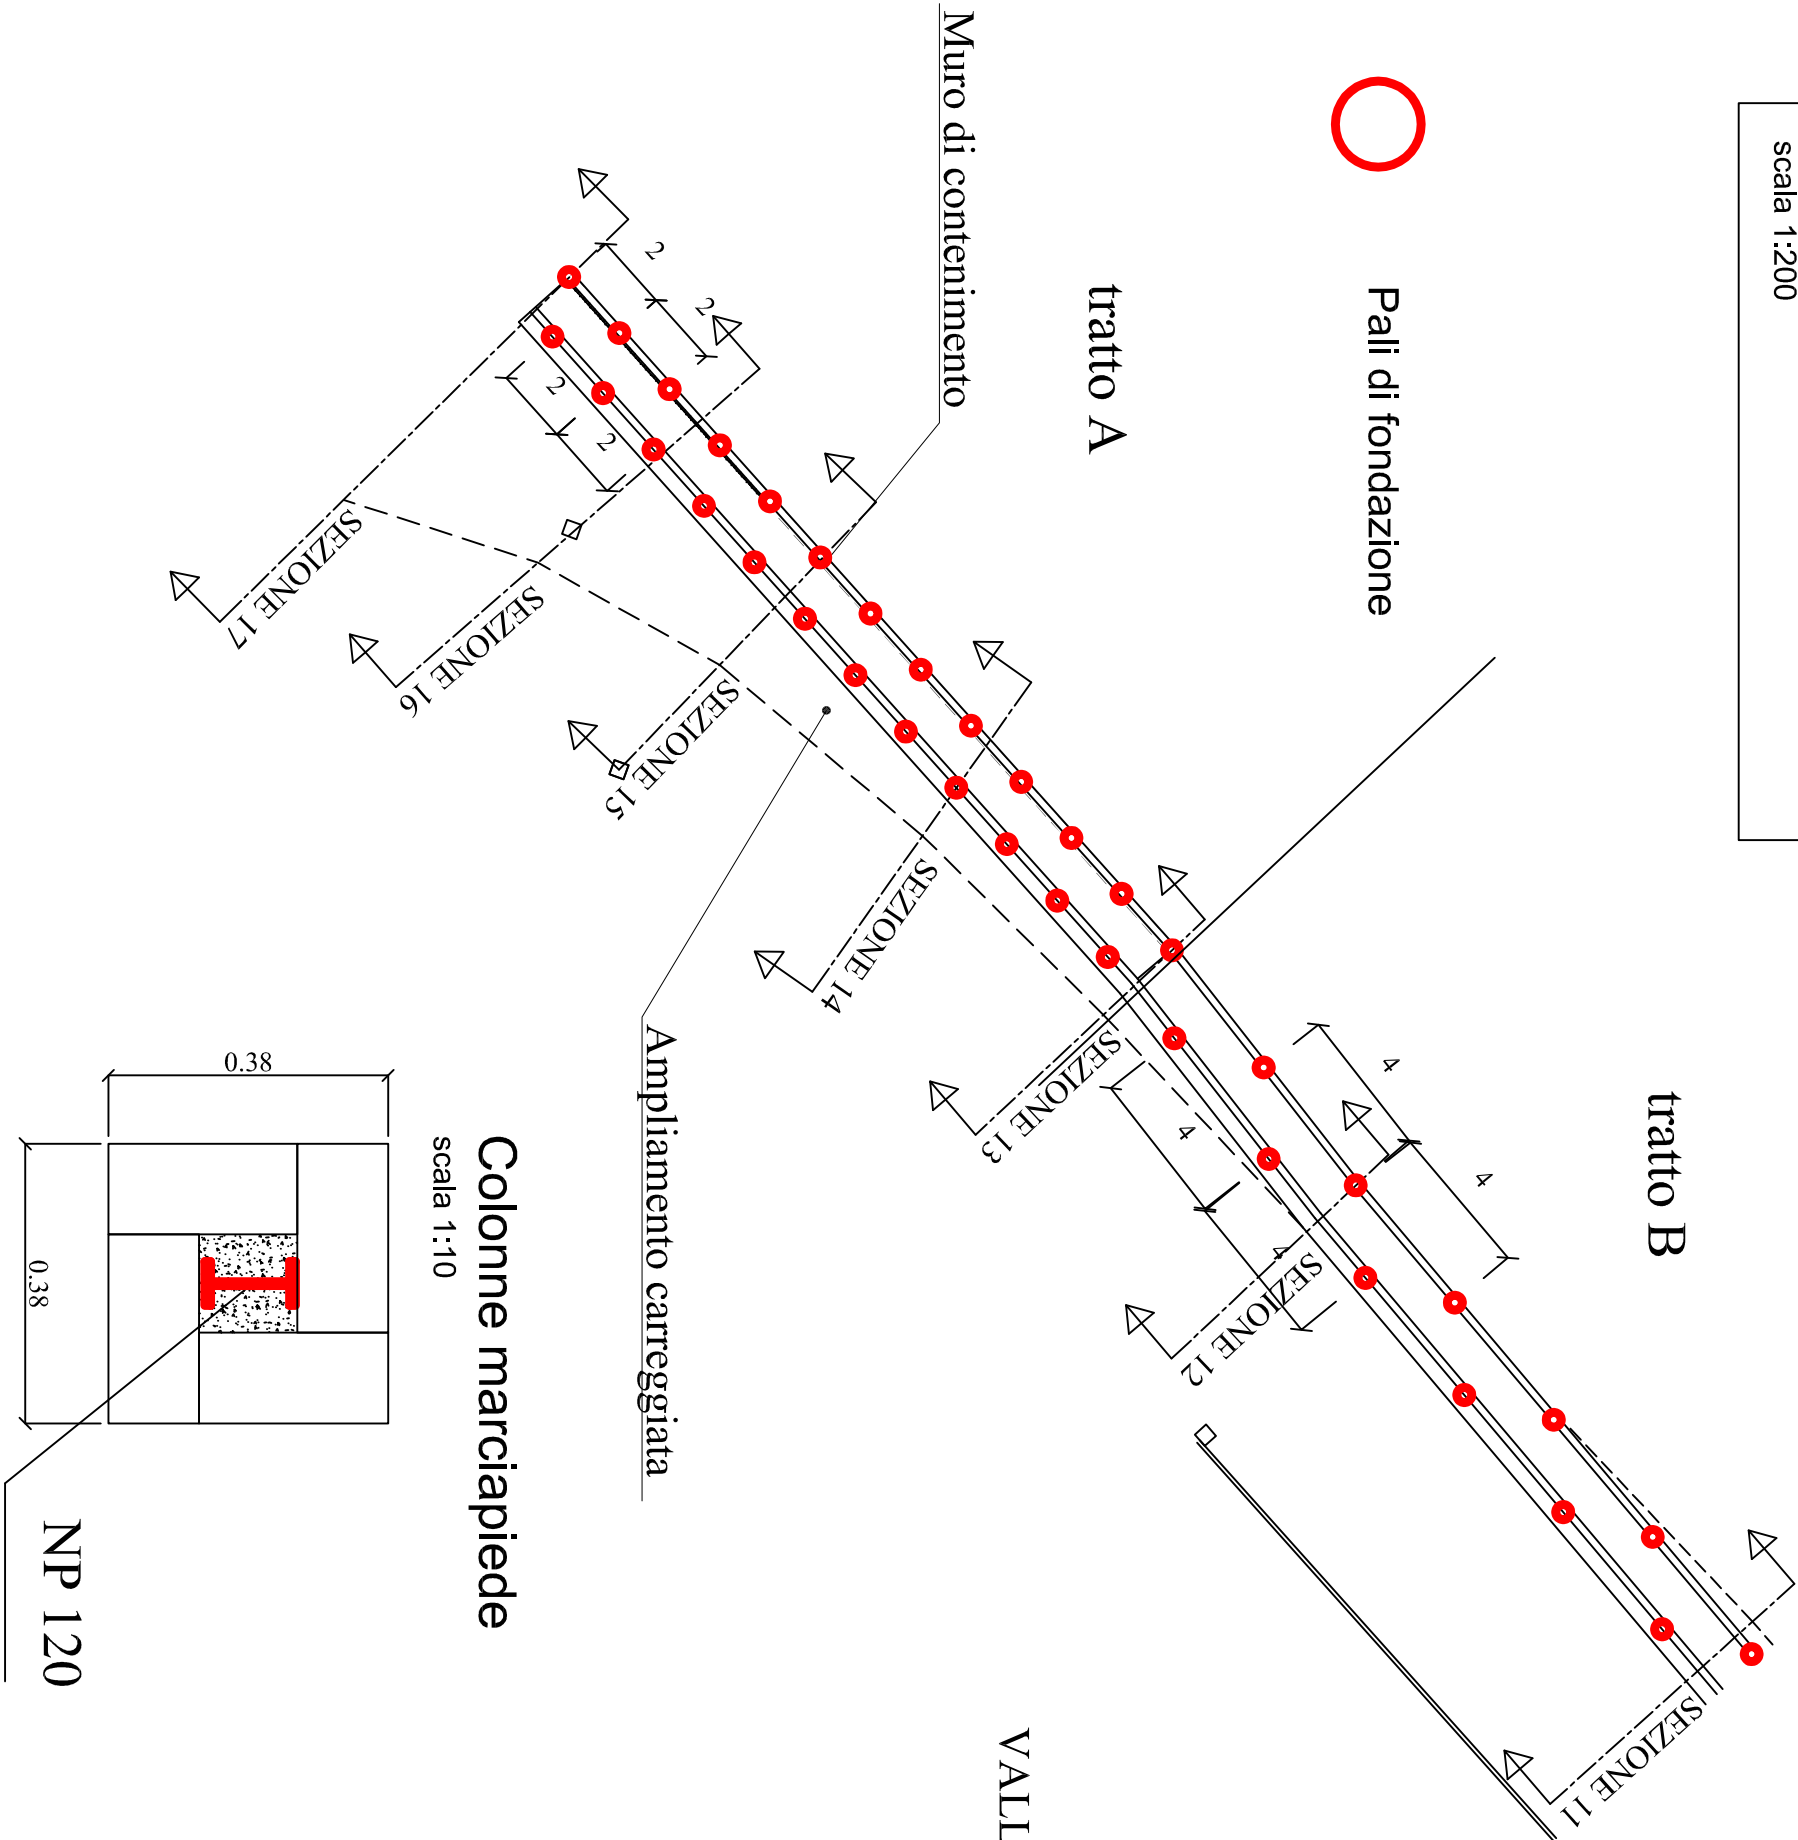 scala 1:200
Pali di fondazione
tratto A
tratto B
Muro di contenimento
2
2
2
2
4
4
4
4
SEZIONE 17
SEZIONE 16
SEZIONE 15
SEZIONE 14
SEZIONE 13
SEZIONE 12
SEZIONE 11
Ampliamento carreggiata
VALL
Colonne marciapiede
scala 1:10
0.38
0.38
NP 120